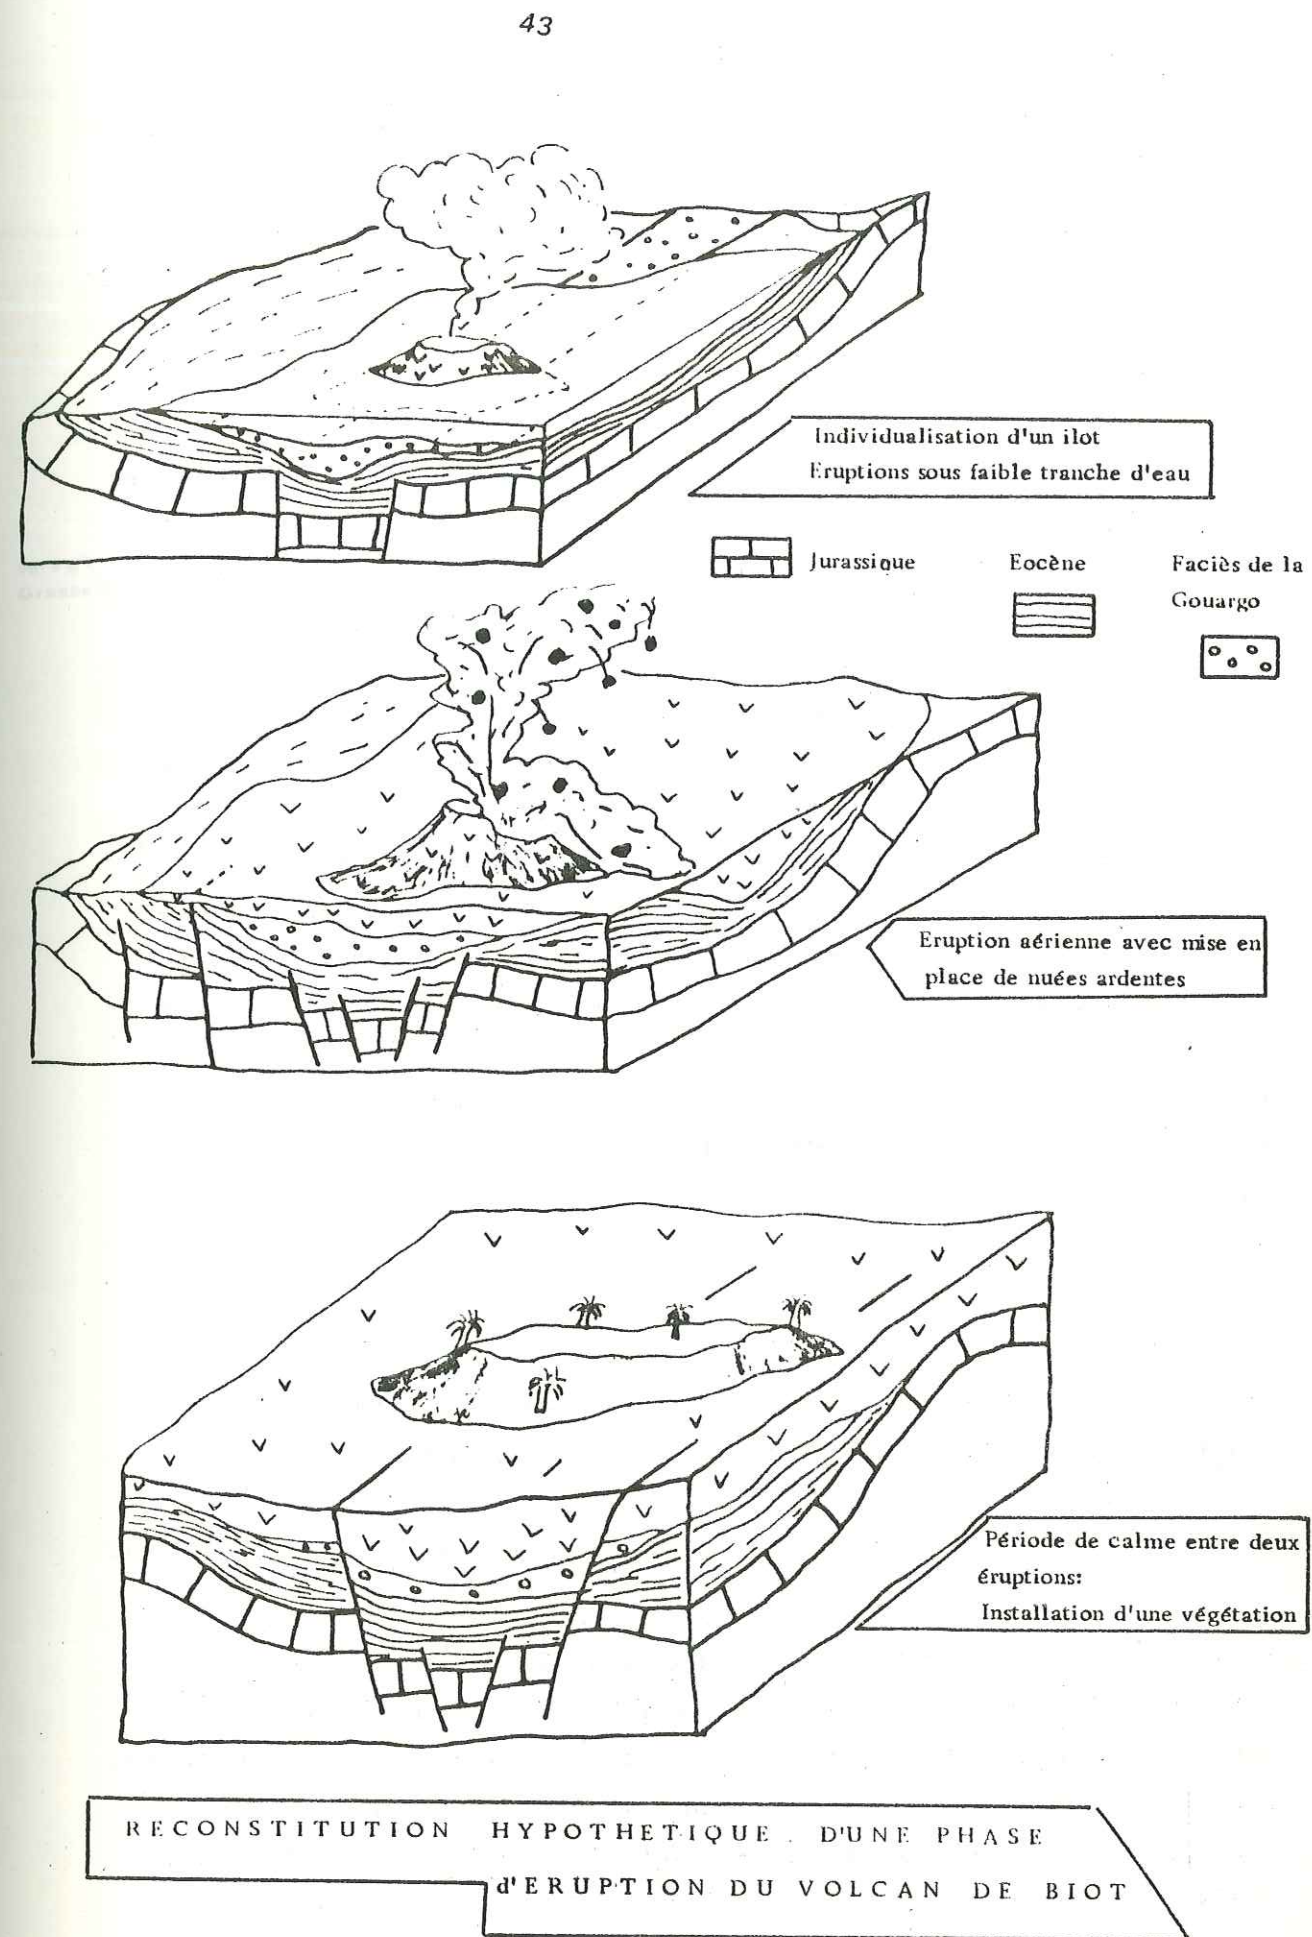 43
Individualisation d'un ilot
Eruptions sous faible tranche d'eau
Jurassique
Eocène
Faciès de la
Gouargo
Eruption aérienne avec mise en
place de nuées ardentes
Période de calme entre deux
éruptions:
Installation d'une végétation
RECONSTITUTION HYPOTHETIQUE D'UNE PHASE
d'ERUPTION DU VOLCAN DE BIOT